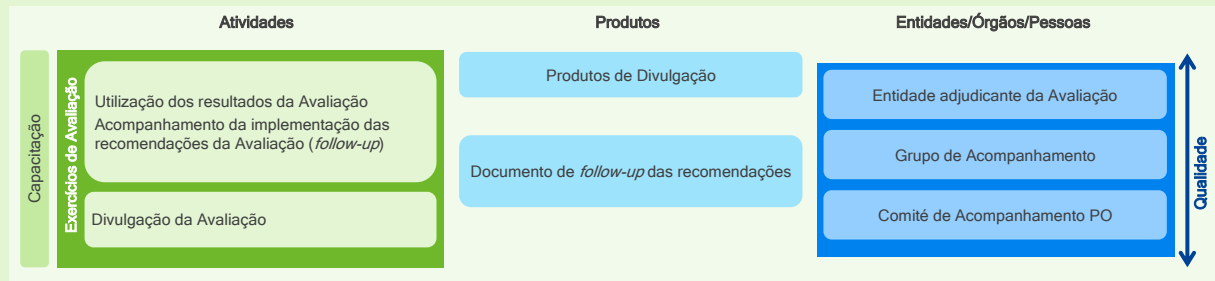 Atividades
Produtos
Entidades/Órgãos/Pessoas
Capacitação
Exercícios de Avaliação
Utilização dos resultados da Avaliação
Acompanhamento da implementação das
recomendações da Avaliação (follow-up)
Divulgação da Avaliação
Produtos de Divulgação
Documento de follow-up das recomendações
Entidade adjudicante da Avaliação
Grupo de Acompanhamento
Comité de Acompanhamento PO
Qualidade